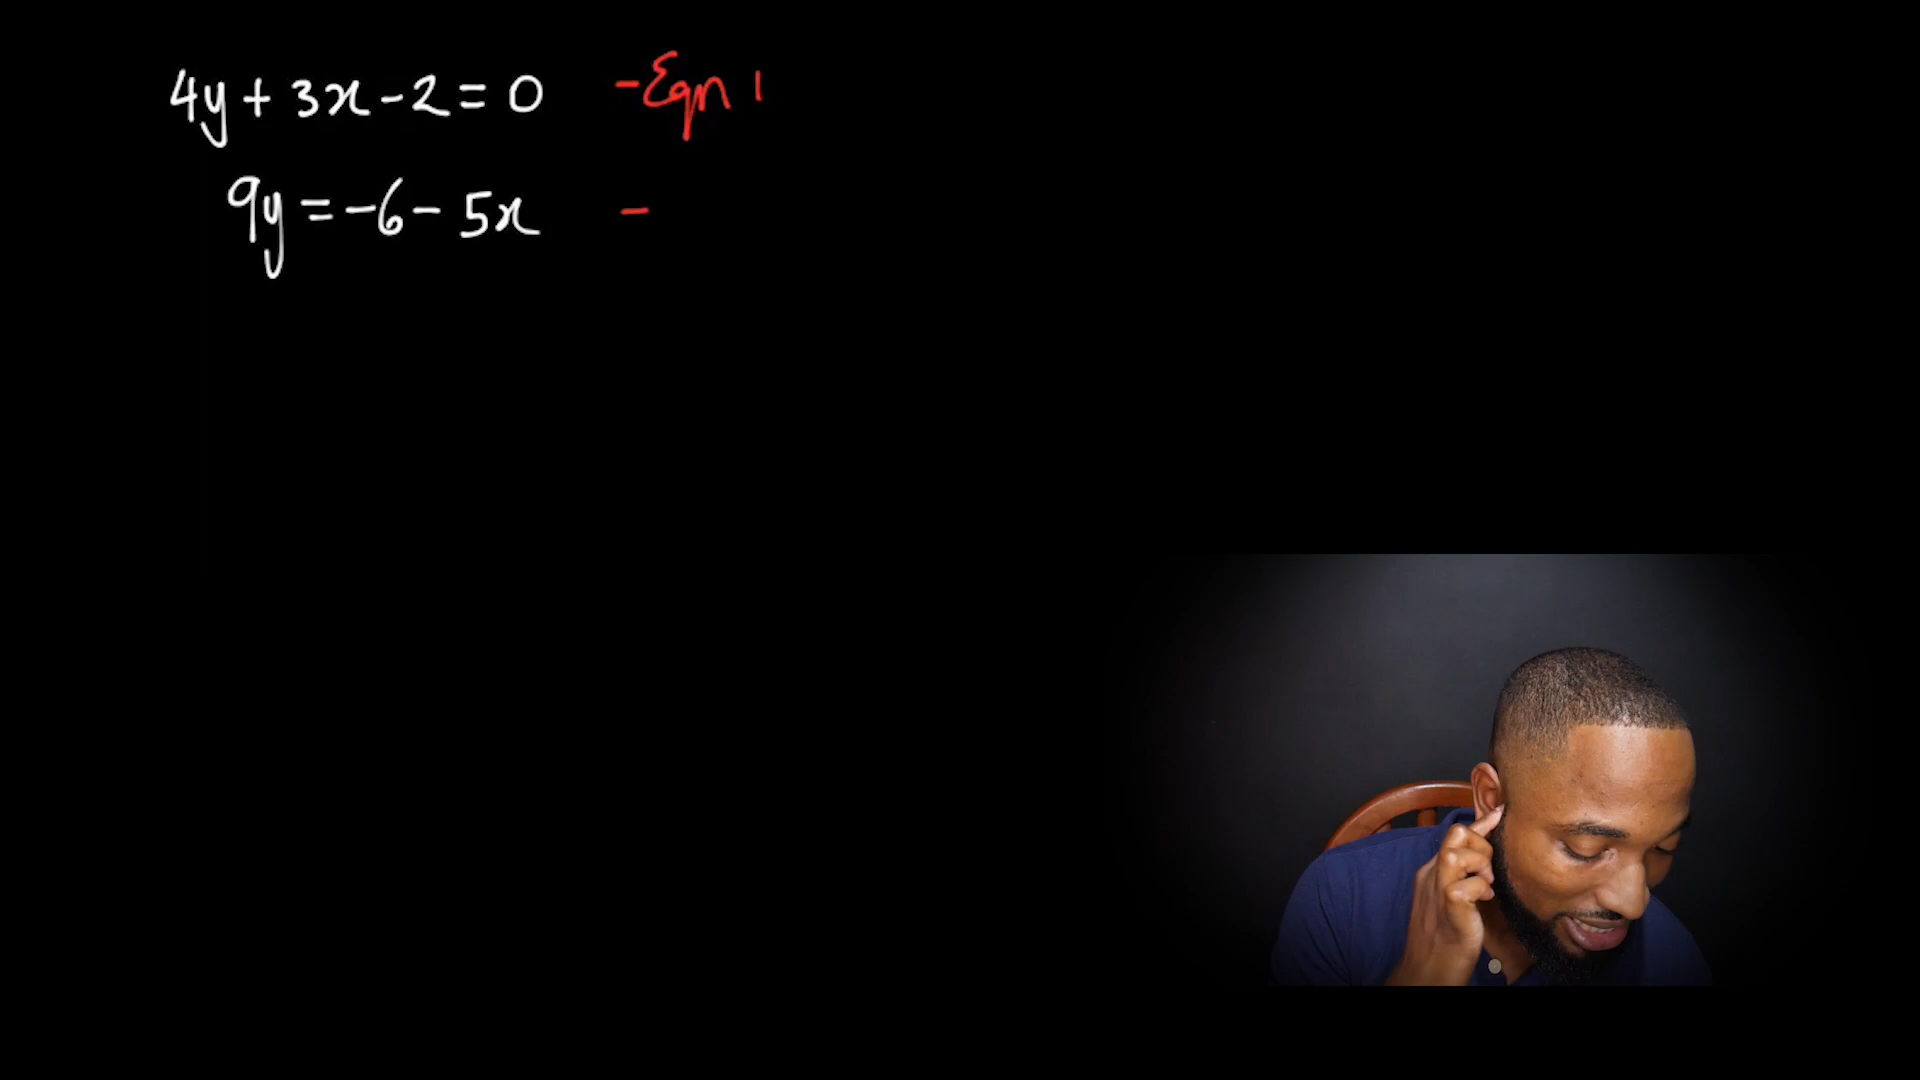 4y + 3x - 2 = 0 - Eqn 1
9y = -6 - 5x -